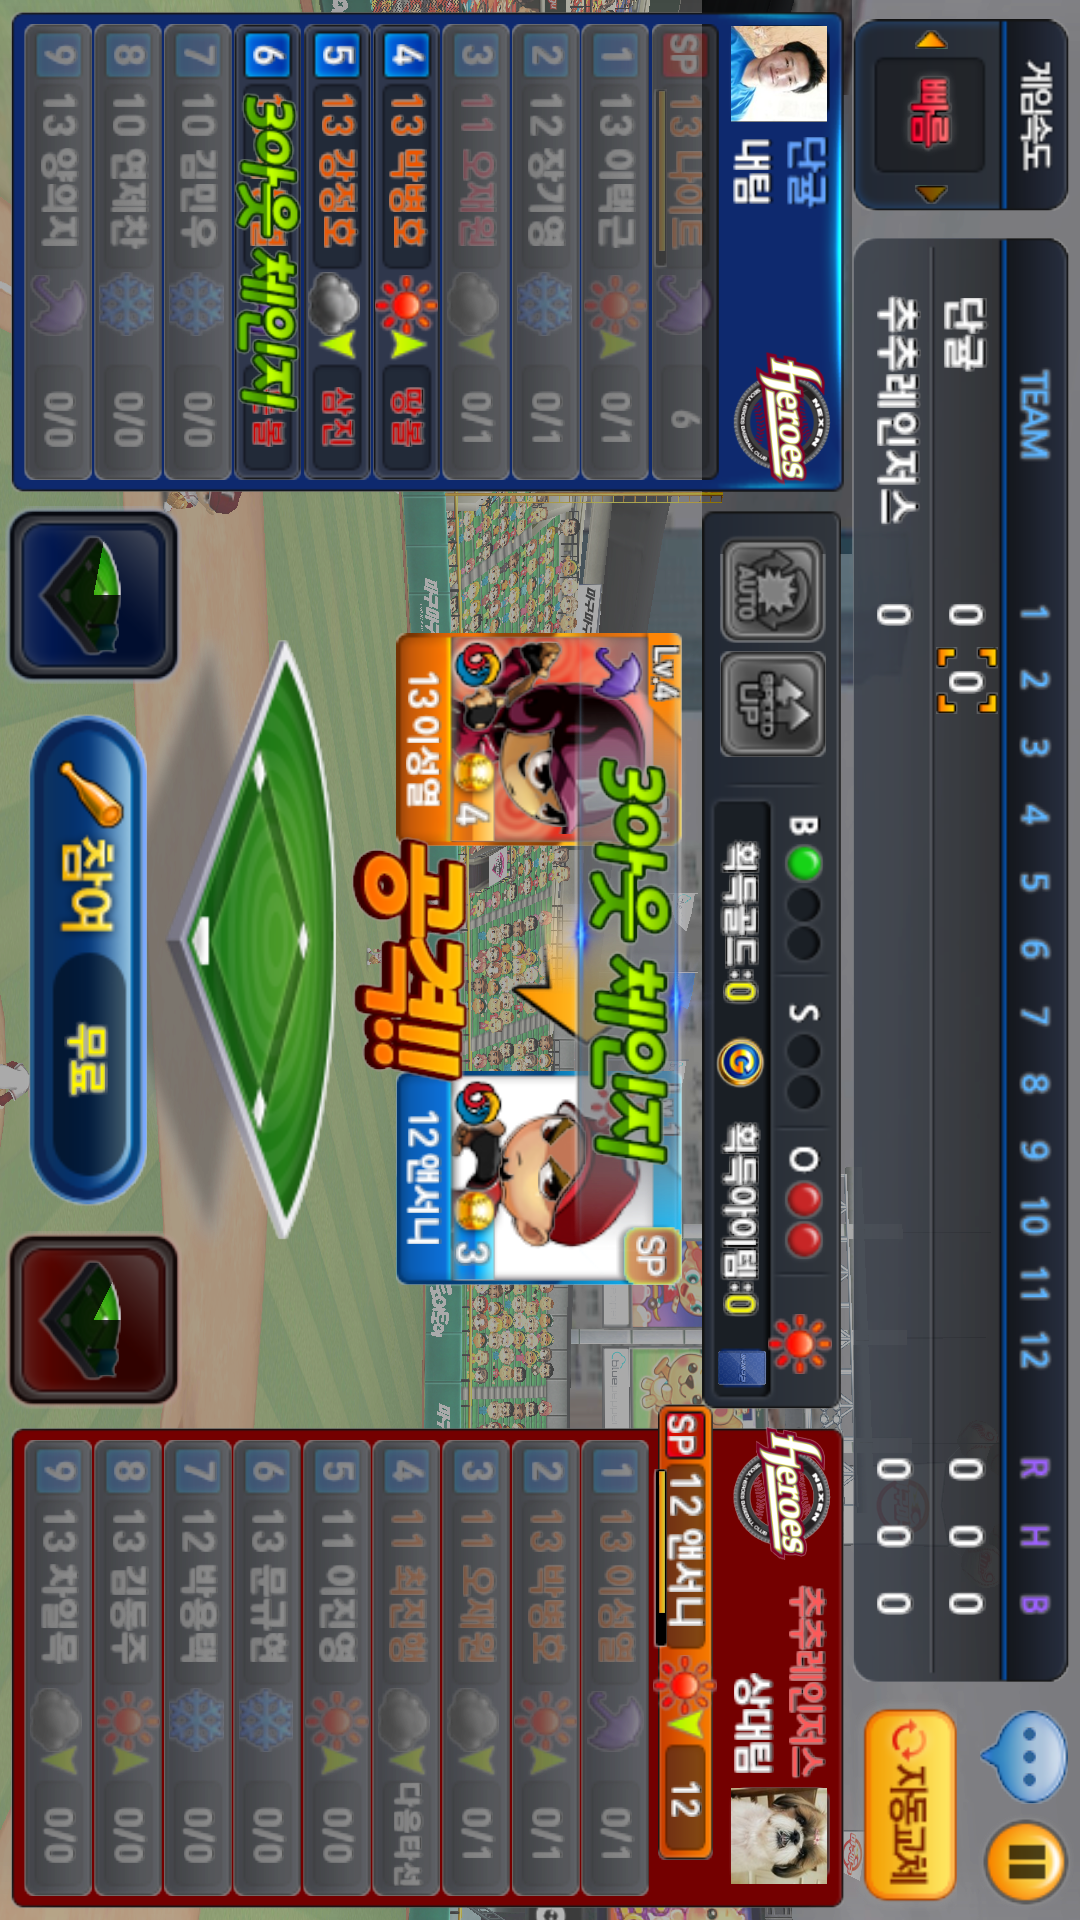 게임속도
빠름
TEAM 1 2 3 4 5 6 7 8 9 10 11 12 R H B
단골 0 0 0 0 0
추추레인저스 0 0 0 0
자동교체
단골
내팀
NEXEN
Heroes
SP 13 나이트 6
1 13 이택근 0/1
2 12 장기영 0/1
3 11 오재원 0/1
4 13 박병호 땅볼
5 13 강정호 삼진
6
3아웃 체인지
7 10 김민우 0/0
8 10 연제찬 0/0
9 13 양의지 0/0
AUTO
SPEED UP
B S O
획득골드:0 G 획득아이템:0
Lv.4
13 이성열
4
3아웃 체인지
공격!!
SP
12 앤서니
3
참여 무료
NEXEN
Heroes
추추레인저스
상대팀
SP 12 앤서니 12
1 13 이성열 0/1
2 13 박병호 0/1
3 11 오재원 0/1
4 11 최진행 다음타선
5 11 이진영 0/0
6 13 문규현 0/0
7 12 박용택 0/0
8 13 김동주 0/0
9 13 차일목 0/0